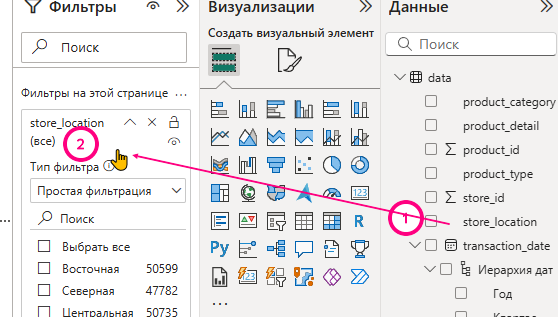 Фильтры
Поиск
Фильтры на этой странице ...
store_location
(все)
2
Тип фильтра
Простая фильтрация
Поиск
Выбрать все
Восточная 50599
Северная 47782
Центральная 50735
...
Визуализации
Создать визуальный элемент
123
R
Py
...
Данные
Поиск
data
product_category
product_detail
product_id
product_type
store_id
1
store_location
transaction_date
Иерархия дат
Год